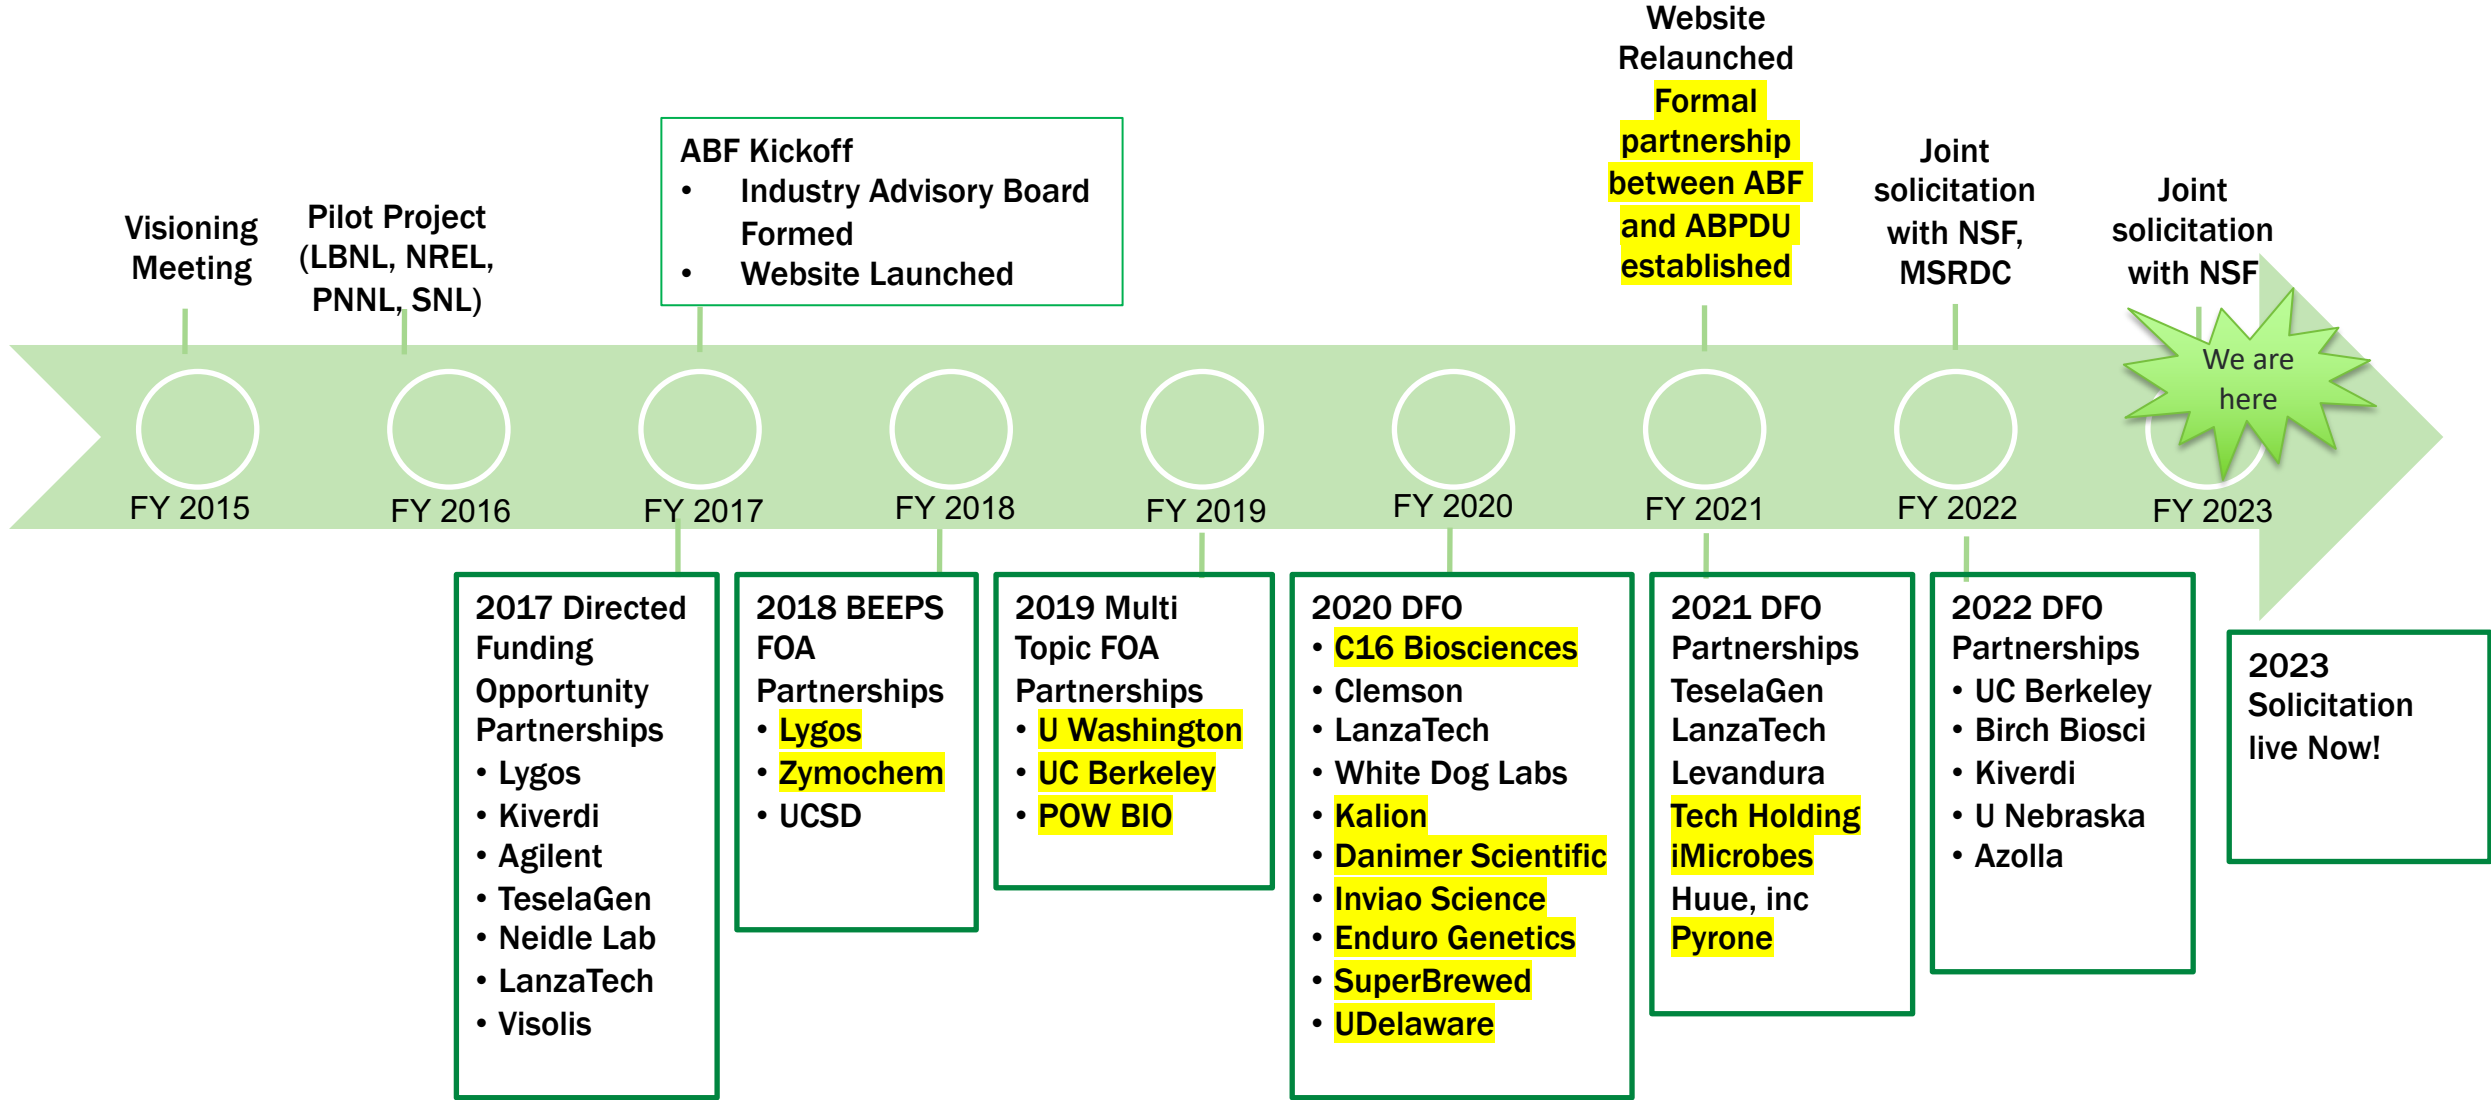 Visioning
Meeting
Pilot Project
(LBNL, NREL,
PNNL, SNL)
ABF Kickoff
• Industry Advisory Board
Formed
• Website Launched
Website
Relaunched
Formal
partnership
between ABF
and ABPDU
established
Joint
solicitation
with NSF,
MSRDC
Joint
solicitation
with NSF
We are
here
FY 2015
FY 2016
FY 2017
FY 2018
FY 2019
FY 2020
FY 2021
FY 2022
FY 2023
2017 Directed
Funding
Opportunity
Partnerships
• Lygos
• Kiverdi
• Agilent
• TeselaGen
• Neidle Lab
• LanzaTech
• Visolis
2018 BEEPS
FOA
Partnerships
• Lygos
• Zymochem
• UCSD
2019 Multi
Topic FOA
Partnerships
• U Washington
• UC Berkeley
• POW BIO
2020 DFO
• C16 Biosciences
• Clemson
• LanzaTech
• White Dog Labs
• Kalion
• Danimer Scientific
• Inviao Science
• Enduro Genetics
• SuperBrewed
• UDelaware
2021 DFO
Partnerships
TeselaGen
LanzaTech
Levandura
Tech Holding
iMicrobes
Huue, inc
Pyrone
2022 DFO
Partnerships
• UC Berkeley
• Birch Biosci
• Kiverdi
• U Nebraska
• Azolla
2023
Solicitation
live Now!